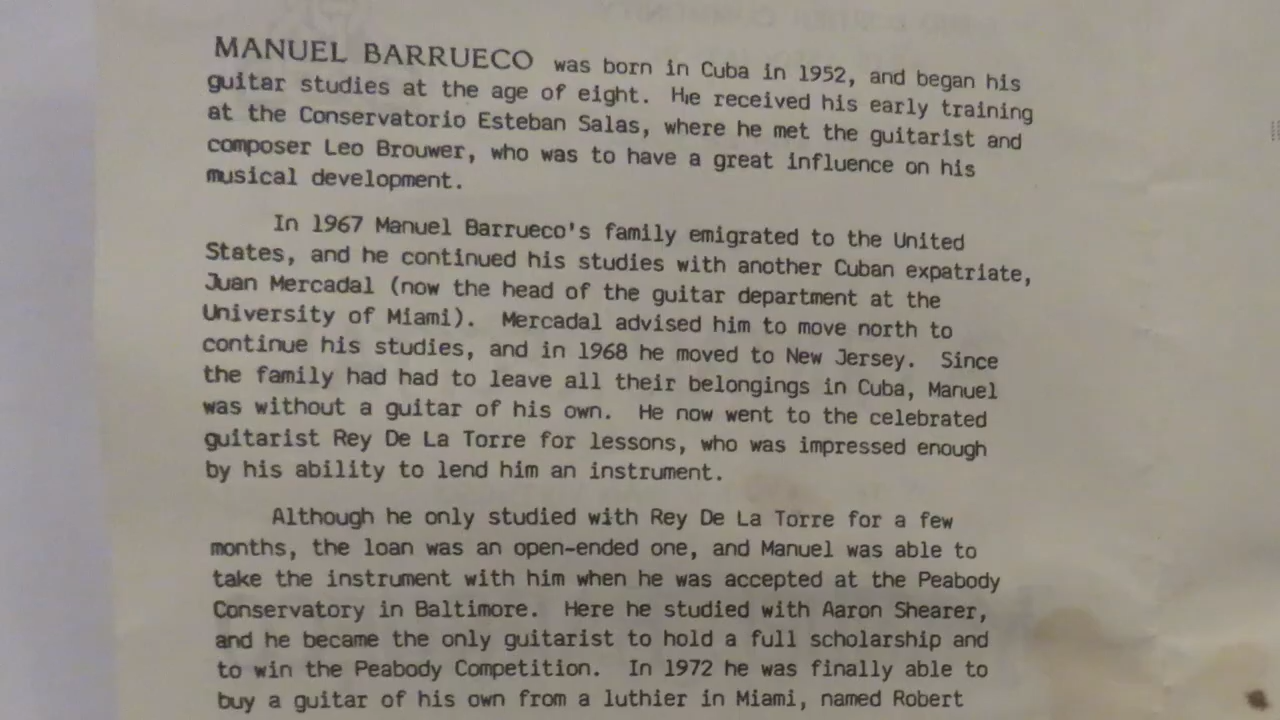 MANUEL BARRUECO was born in Cuba in 1952, and began his
guitar studies at the age of eight. He received his early training
at the Conservatorio Esteban Salas, where he met the guitarist and
composer Leo Brouwer, who was to have a great influence on his
musical development.
In 1967 Manuel Barrueco's family emigrated to the United
States, and he continued his studies with another Cuban expatriate,
Juan Mercadal (now the head of the guitar department at the
University of Miami). Mercadal advised him to move north to
continue his studies, and in 1968 he moved to New Jersey. Since
the family had had to leave all their belongings in Cuba, Manuel
was without a guitar of his own. He now went to the celebrated
guitarist Rey De La Torre for lessons, who was impressed enough
by his ability to lend him an instrument.
Although he only studied with Rey De La Torre for a few
months, the loan was an open-ended one, and Manuel was able to
take the instrument with him when he was accepted at the Peabody
Conservatory in Baltimore. Here he studied with Aaron Shearer,
and he became the only guitarist to hold a full scholarship and
to win the Peabody Competition. In 1972 he was finally able to
buy a guitar of his own from a luthier in Miami, named Robert